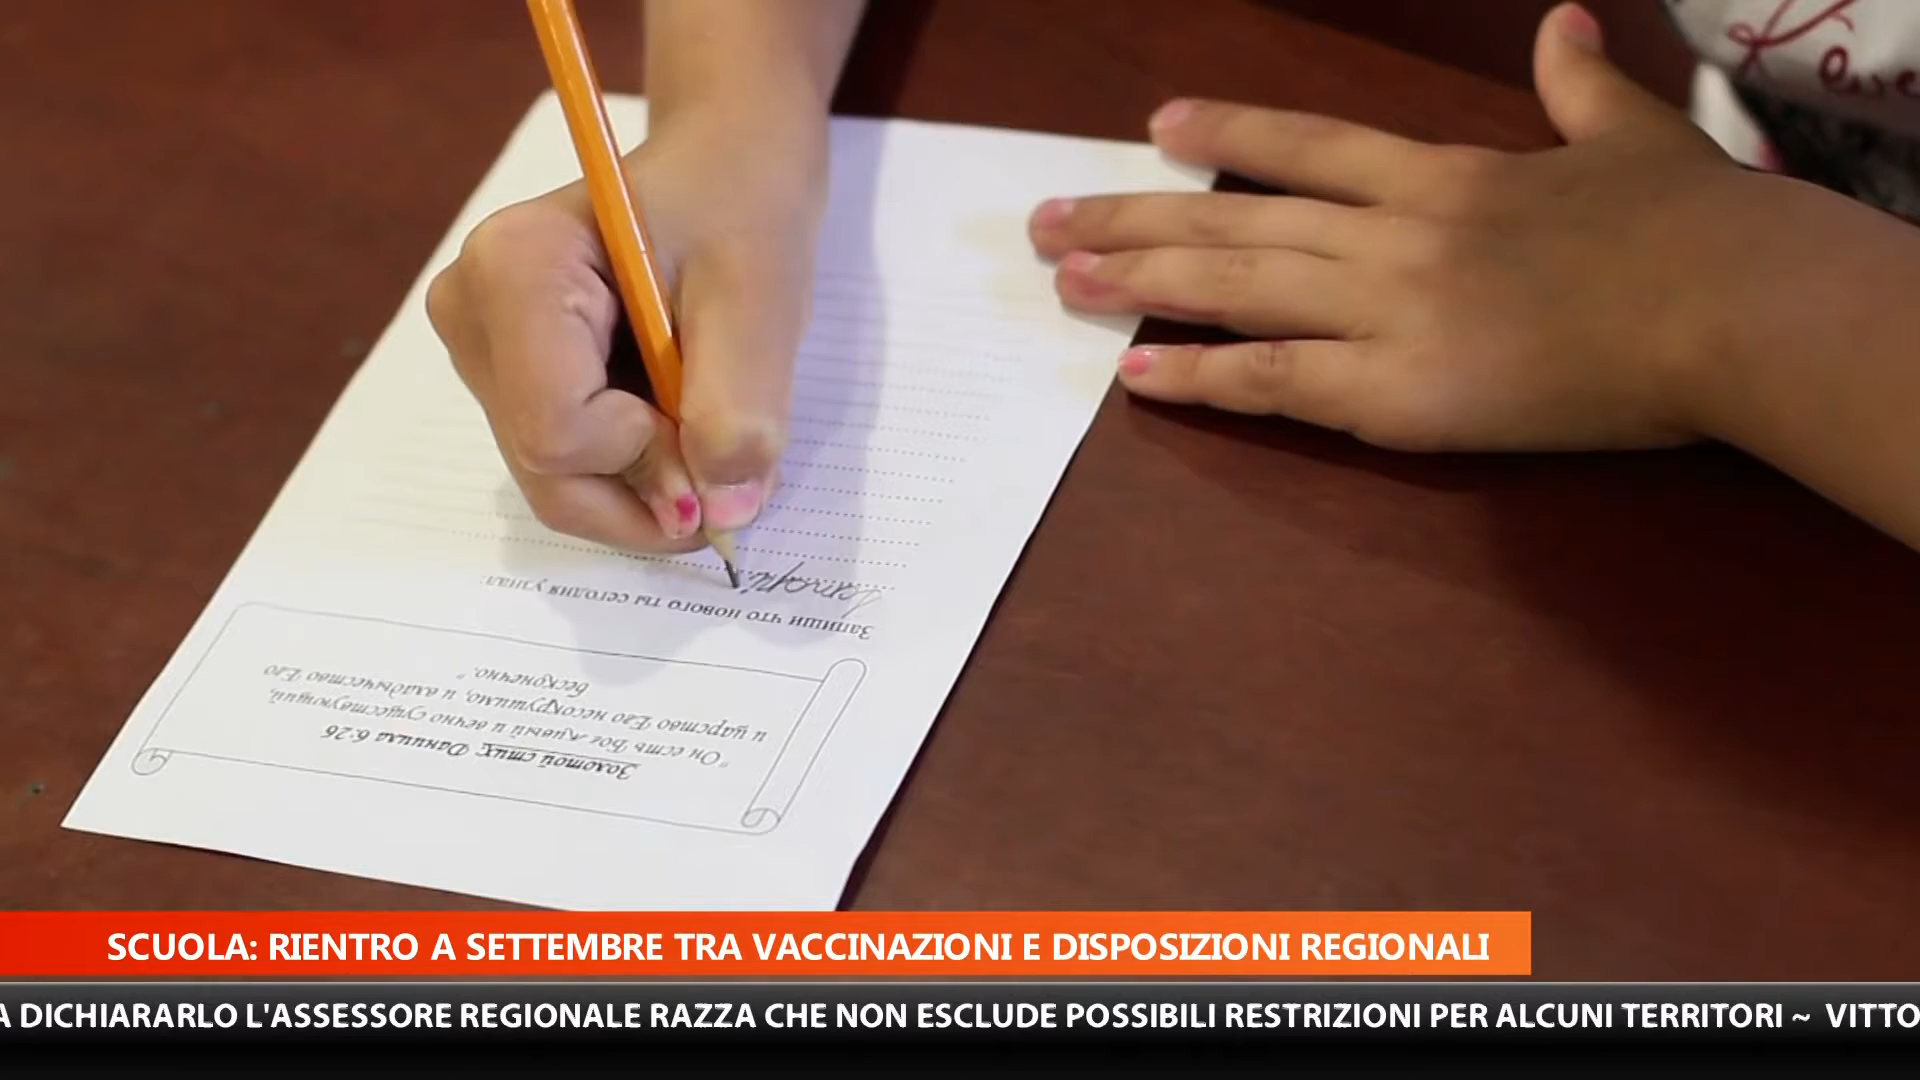 Золотой стих Даниила 6:26
"Он есть Бог живый и вечно существующий,
и царство Его несокрушимо, и владычество Его
бесконечно."
Запиши что нового ты сегодня узнал:
SCUOLA: RIENTRO A SETTEMBRE TRA VACCINAZIONI E DISPOSIZIONI REGIONALI
A DICHIARARLO L'ASSESSORE REGIONALE RAZZA CHE NON ESCLUDE POSSIBILI RESTRIZIONI PER ALCUNI TERRITORI ~ VITTO